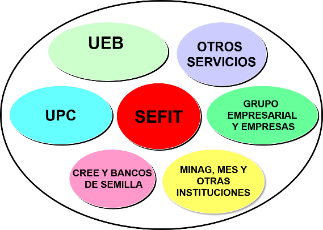 UEB
OTROS
SERVICIOS
UPC
SEFIT
GRUPO
EMPRESARIAL
Y EMPRESAS
CREE Y BANCOS
DE SEMILLA
MINAG, MES Y
OTRAS
INSTITUCIONES